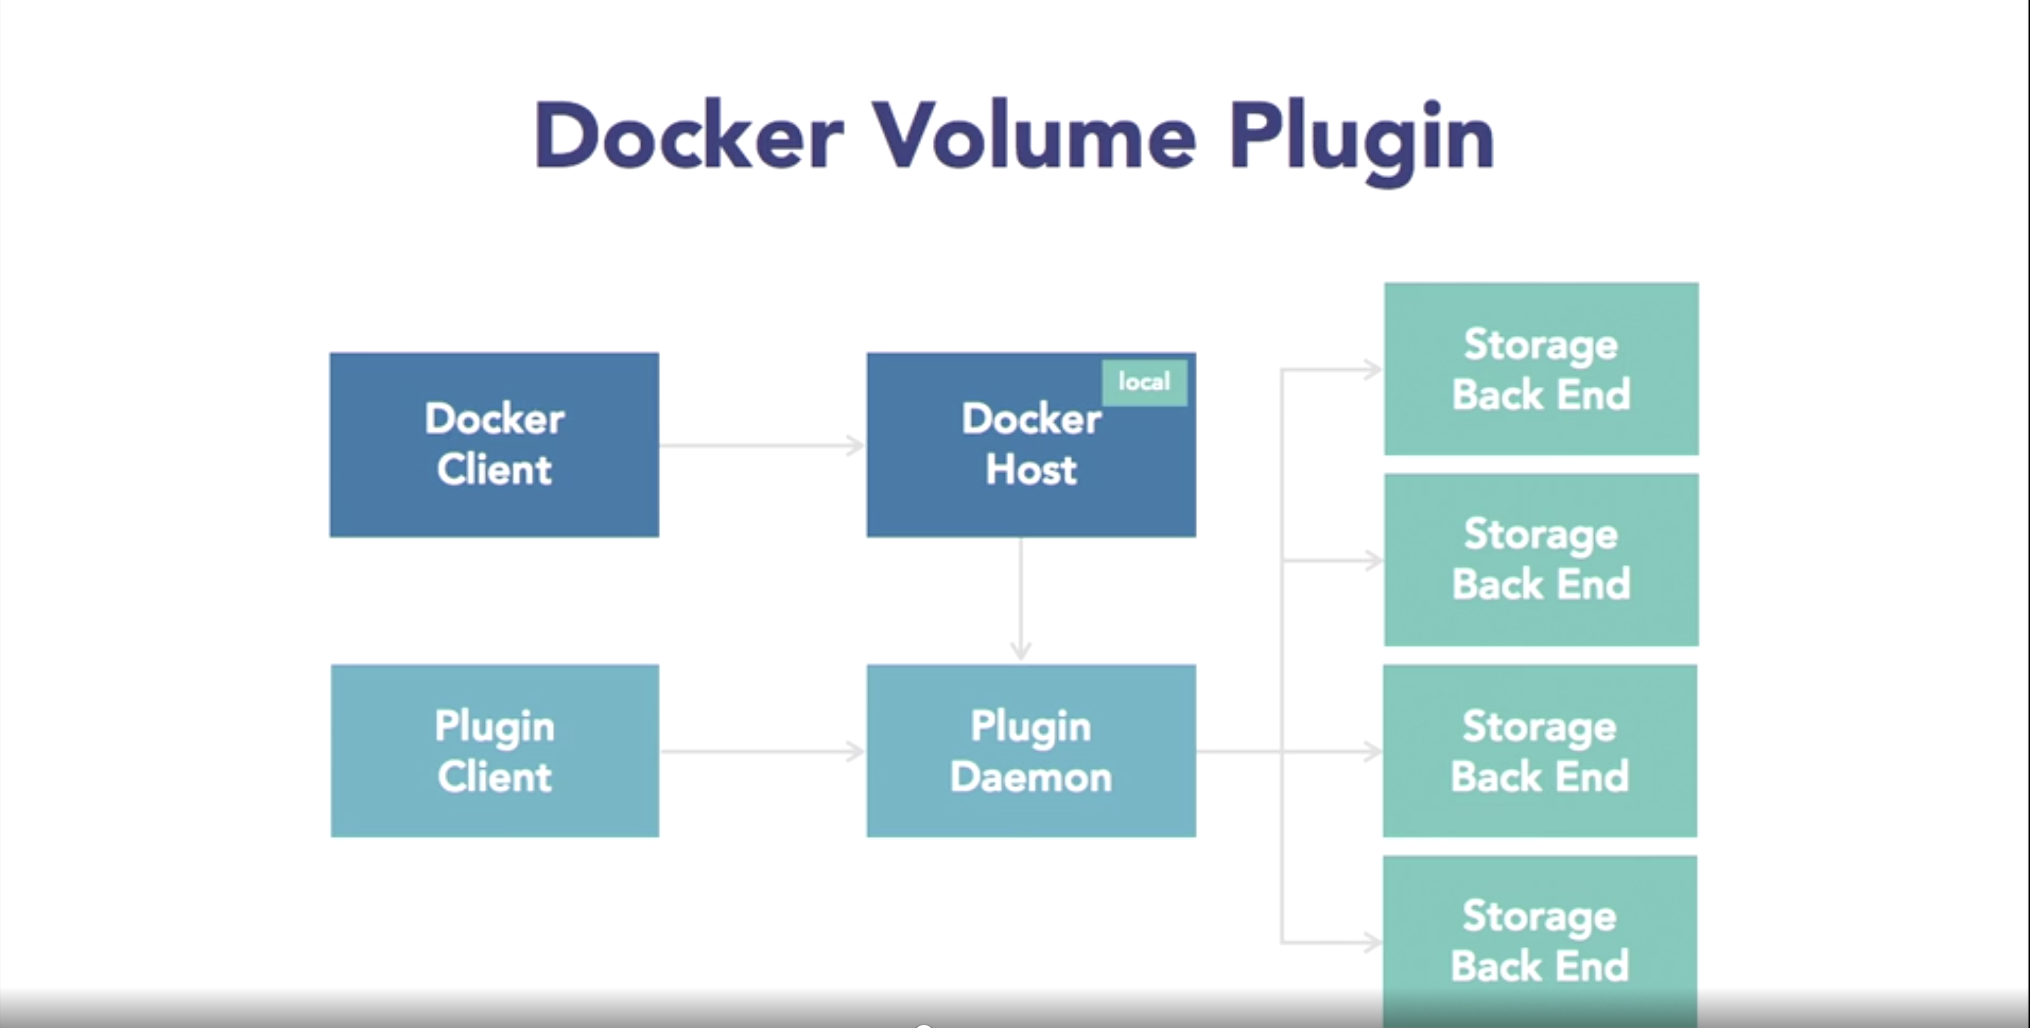 Docker Volume Plugin
Docker
Client
local
Docker
Host
Plugin
Client
Plugin
Daemon
Storage
Back End
Storage
Back End
Storage
Back End
Storage
Back End